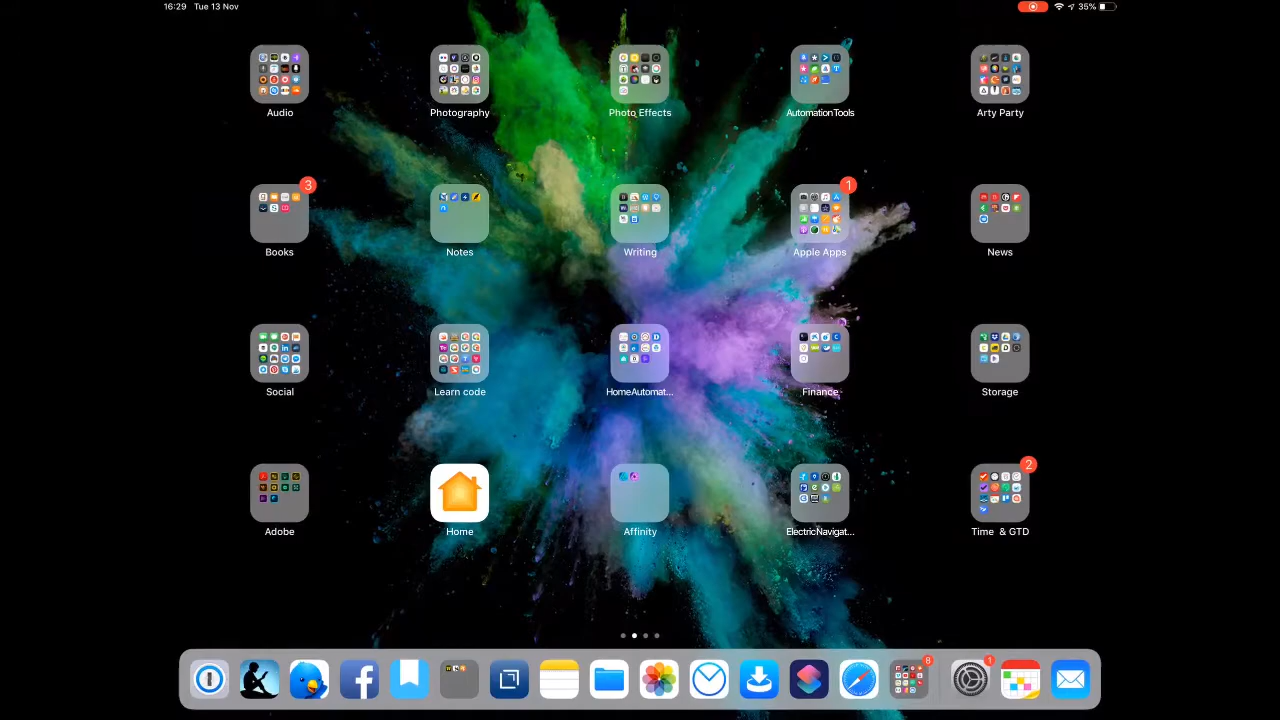 16:29 Tue 13 Nov 35%
Audio Photography Photo Effects AutomationTools Arty Party
3 1
Books Notes Writing Apple Apps News
Social Learn code HomeAutomat... Finance Storage
2
Adobe Home Affinity ElectricNavigat... Time & GTD
8 1